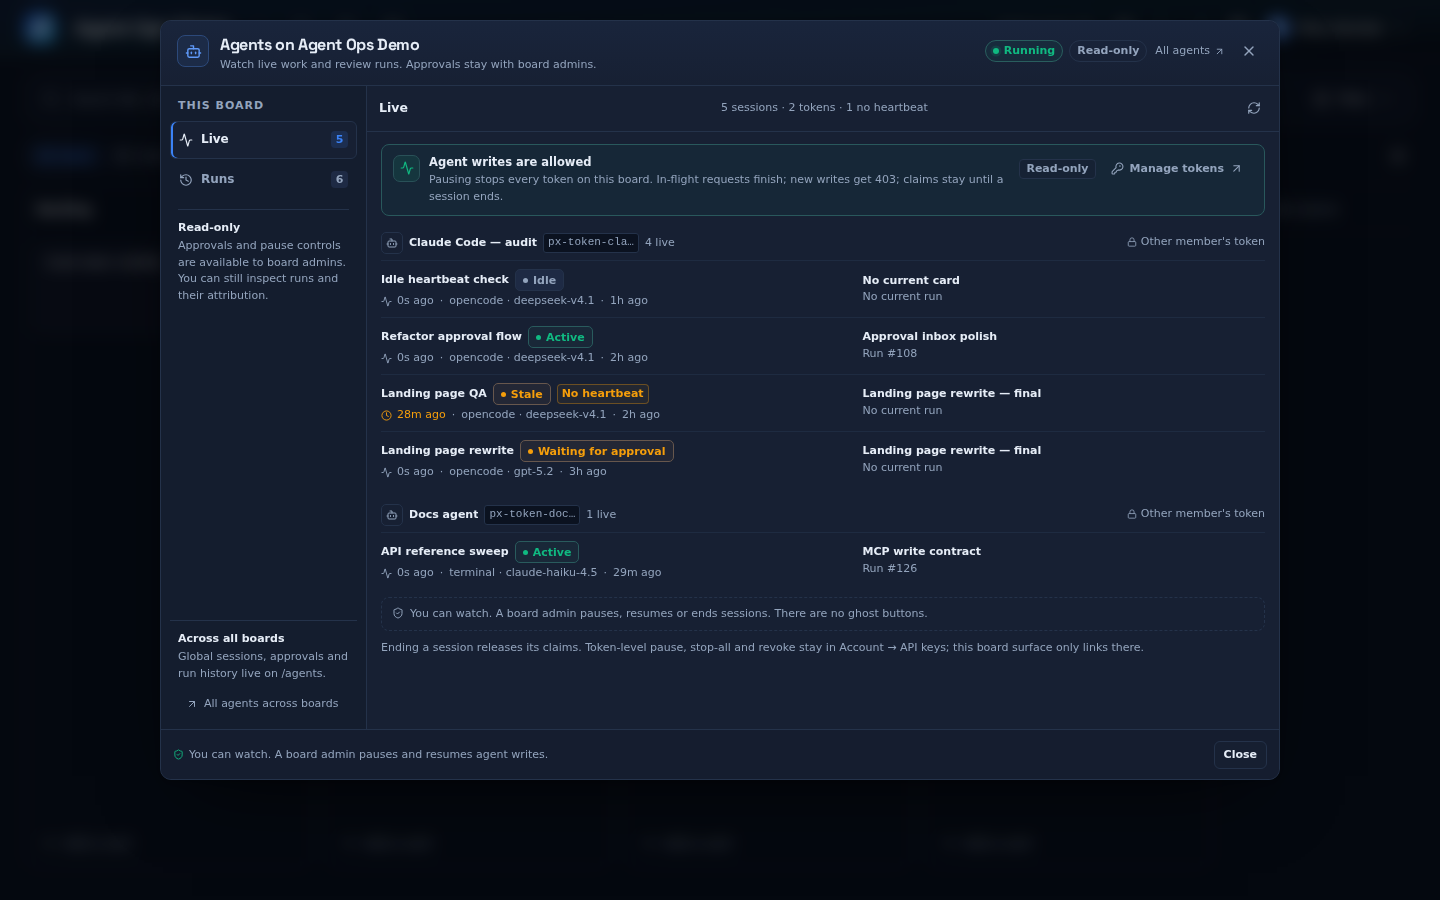 Agents on Agent Ops Demo
Watch live work and review runs. Approvals stay with board admins.
Running
Read-only
All agents
THIS BOARD
Live
5
Runs
6
Read-only
Approvals and pause controls
are available to board admins.
You can still inspect runs and
their attribution.
Across all boards
Global sessions, approvals and
run history live on /agents.
All agents across boards
Live
5 sessions · 2 tokens · 1 no heartbeat
Agent writes are allowed
Pausing stops every token on this board. In-flight requests finish; new writes get 403; claims stay until a
session ends.
Read-only
Manage tokens
Claude Code — audit px-token-cla… 4 live
Other member's token
Idle heartbeat check Idle
0s ago · opencode · deepseek-v4.1 · 1h ago
No current card
No current run
Refactor approval flow Active
0s ago · opencode · deepseek-v4.1 · 2h ago
Approval inbox polish
Run #108
Landing page QA Stale No heartbeat
28m ago · opencode · deepseek-v4.1 · 2h ago
Landing page rewrite — final
No current run
Landing page rewrite Waiting for approval
0s ago · opencode · gpt-5.2 · 3h ago
Landing page rewrite — final
No current run
Docs agent px-token-doc… 1 live
Other member's token
API reference sweep Active
0s ago · terminal · claude-haiku-4.5 · 29m ago
MCP write contract
Run #126
You can watch. A board admin pauses, resumes or ends sessions. There are no ghost buttons.
Ending a session releases its claims. Token-level pause, stop-all and revoke stay in Account → API keys; this board surface only links there.
You can watch. A board admin pauses and resumes agent writes.
Close